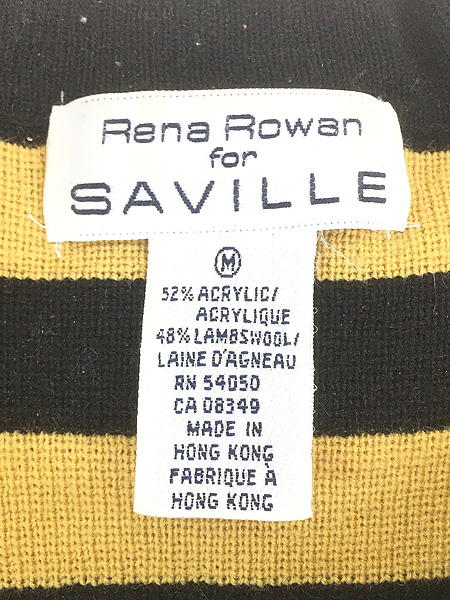 Rena Rowan
for
SAVILLE
M
52% ACRYLIC/
ACRYLIQUE
48% LAMBSWOOL/
LAINE D'AGNEAU
RN 54050
CA 08349
MADE IN
HONG KONG
FABRIQUE À
HONG KONG